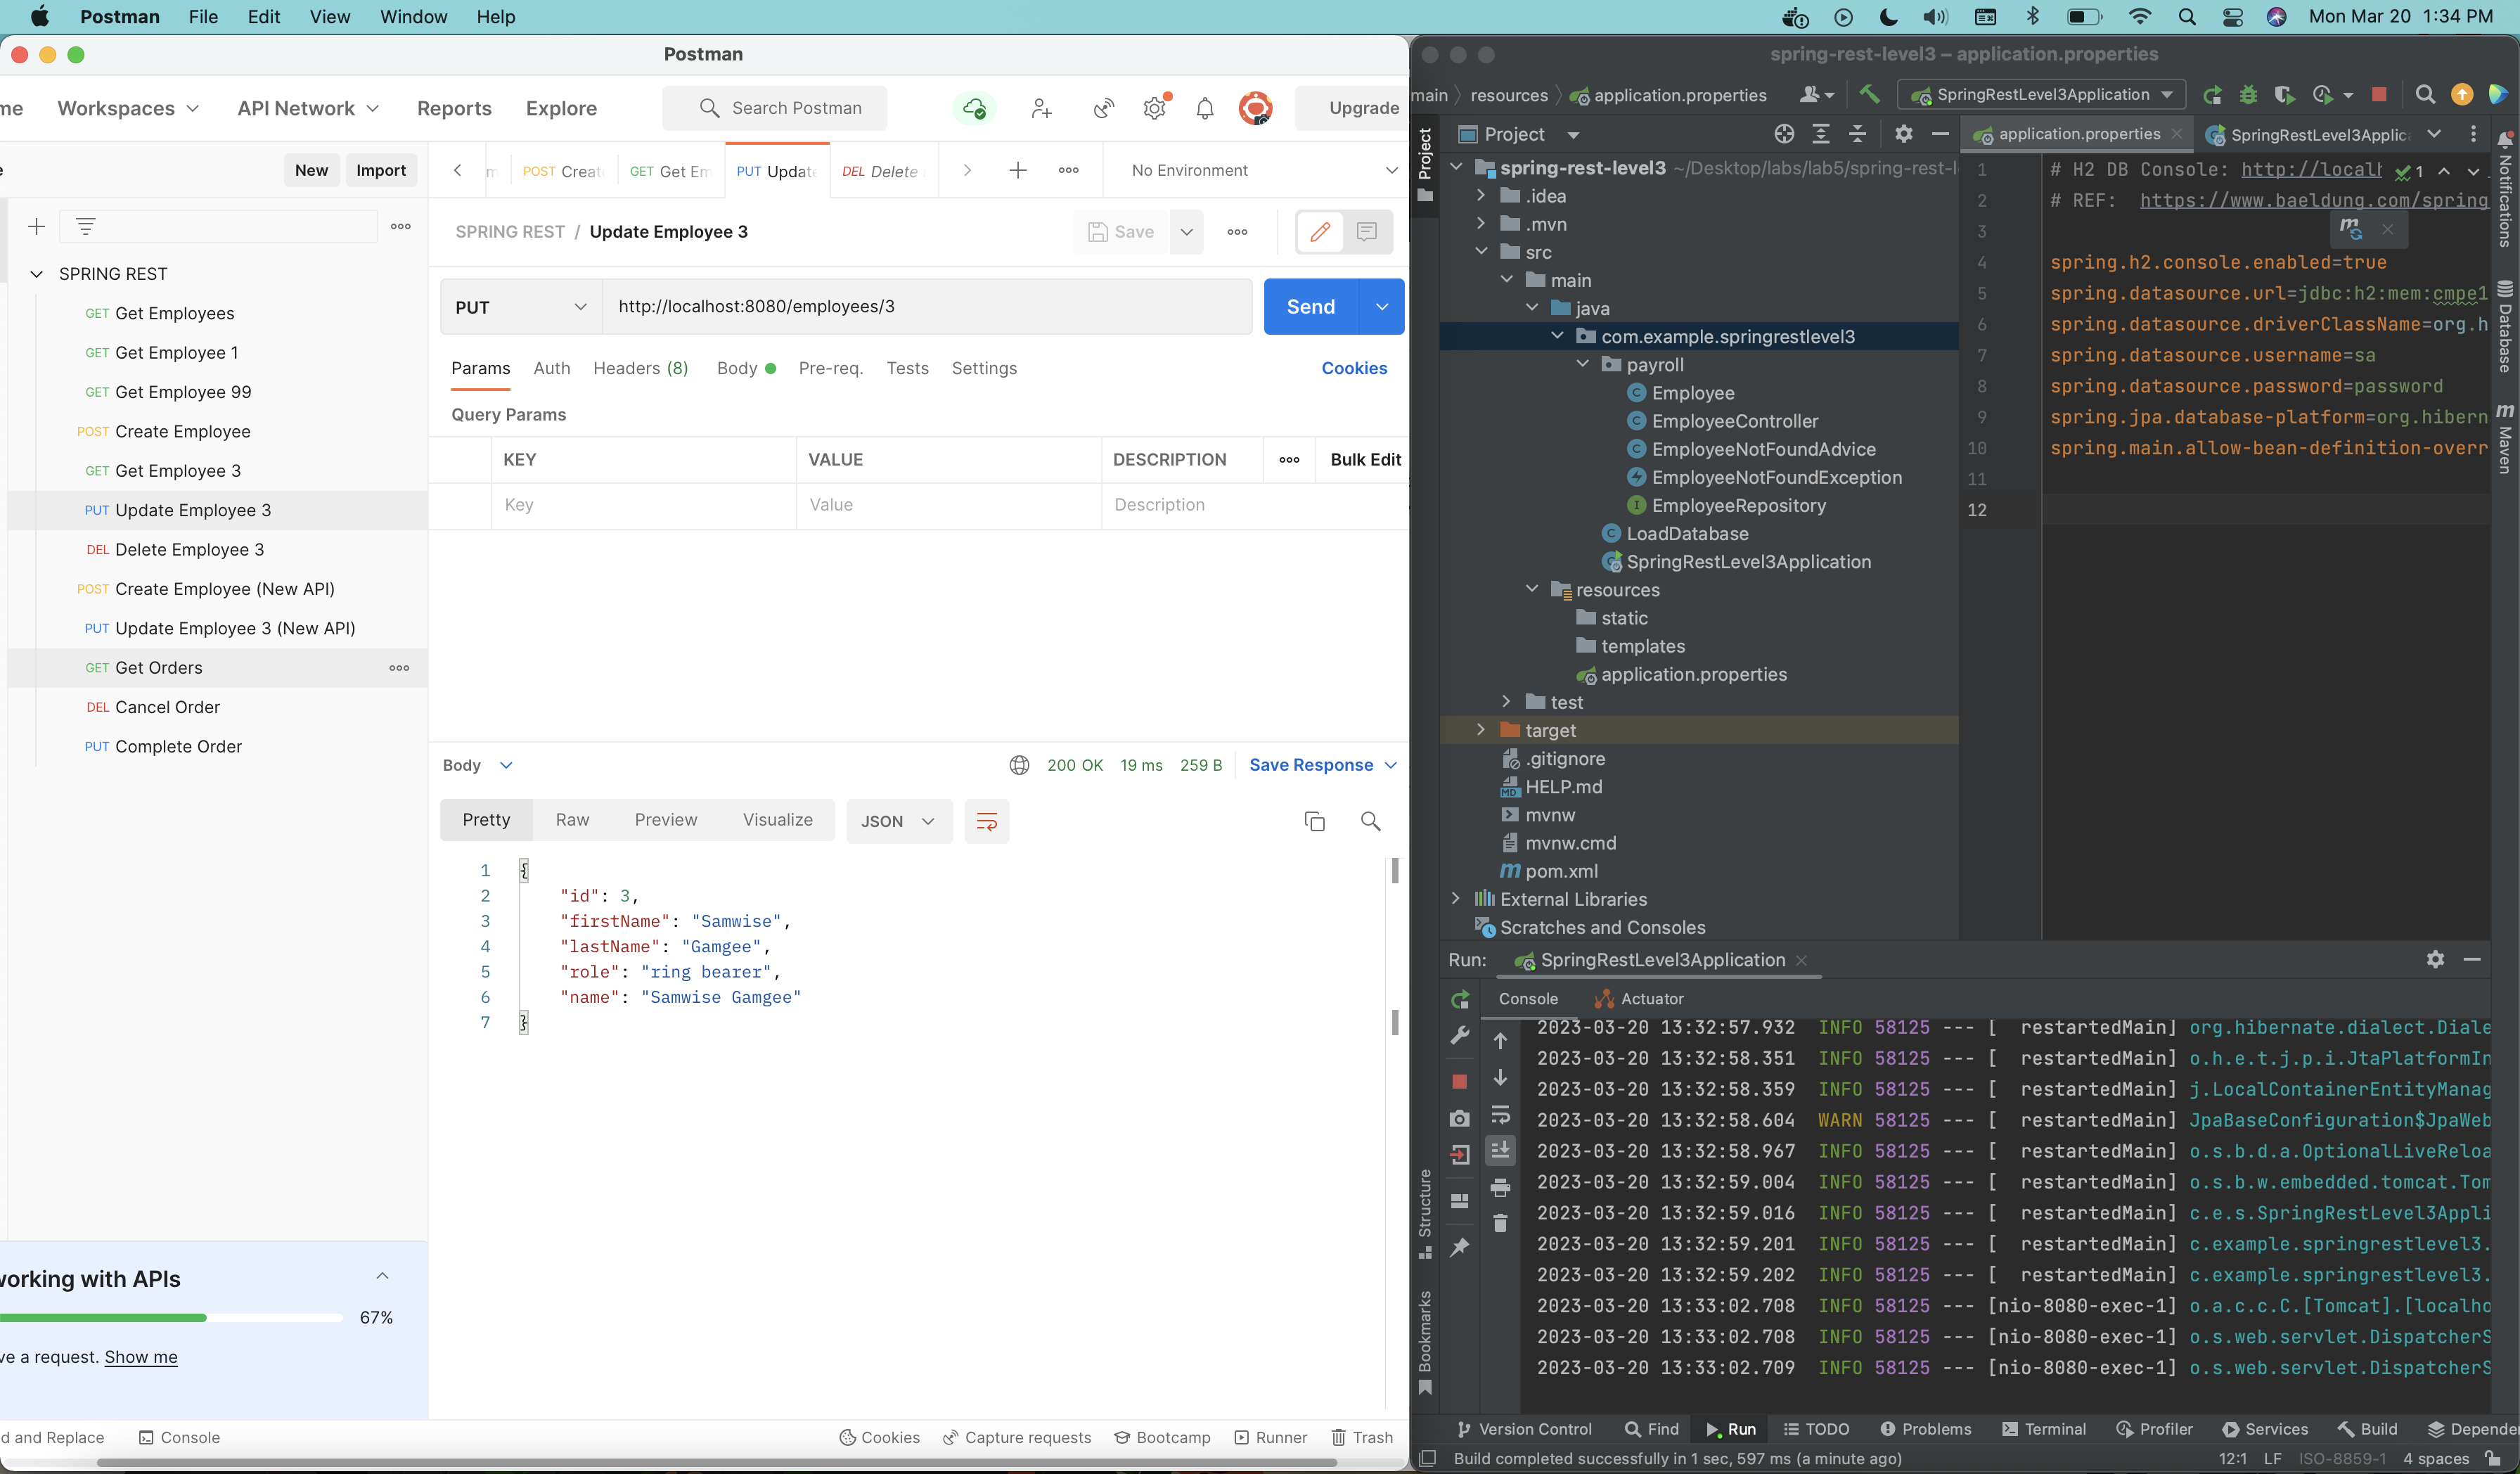 Postman File Edit View Window Help
Mon Mar 20 1:34 PM
Postman
me Workspaces API Network Reports Explore
Search Postman
Upgrade
New Import
POST Creat GET Get Em PUT Updat DEL Delete
No Environment
SPRING REST / Update Employee 3
Save
SPRING REST
GET Get Employees
GET Get Employee 1
GET Get Employee 99
POST Create Employee
GET Get Employee 3
PUT Update Employee 3
DEL Delete Employee 3
POST Create Employee (New API)
PUT Update Employee 3 (New API)
GET Get Orders
DEL Cancel Order
PUT Complete Order
PUT http://localhost:8080/employees/3 Send
Params Auth Headers (8) Body Pre-req. Tests Settings Cookies
Query Params
KEY VALUE DESCRIPTION Bulk Edit
Key Value Description
Body 200 OK 19 ms 259 B Save Response
Pretty Raw Preview Visualize JSON
1 {
2 "id": 3,
3 "firstName": "Samwise",
4 "lastName": "Gamgee",
5 "role": "ring bearer",
6 "name": "Samwise Gamgee"
7 }
working with APIs
67%
ve a request. Show me
d and Replace Console Cookies Capture requests Bootcamp Runner Trash
spring-rest-level3 – application.properties
main resources application.properties SpringRestLevel3Application
Project
Project
application.properties SpringRestLevel3Applic
spring-rest-level3 ~/Desktop/labs/lab5/spring-rest-l
.idea
.mvn
src
main
java
com.example.springrestlevel3
payroll
Employee
EmployeeController
EmployeeNotFoundAdvice
EmployeeNotFoundException
EmployeeRepository
LoadDatabase
SpringRestLevel3Application
resources
static
templates
application.properties
test
target
.gitignore
HELP.md
mvnw
mvnw.cmd
pom.xml
External Libraries
Scratches and Consoles
1 # H2 DB Console: http://localh 1
2 # REF: https://www.baeldung.com/spring
3
4 spring.h2.console.enabled=true
5 spring.datasource.url=jdbc:h2:mem:cmpe1
6 spring.datasource.driverClassName=org.h
7 spring.datasource.username=sa
8 spring.datasource.password=password
9 spring.jpa.database-platform=org.hibern
10 spring.main.allow-bean-definition-overr
11
12
Notifications
Database
Maven
Run: SpringRestLevel3Application
Console Actuator
2023-03-20 13:32:57.932 INFO 58125 --- [ restartedMain] org.hibernate.dialect.Diale
2023-03-20 13:32:58.351 INFO 58125 --- [ restartedMain] o.h.e.t.j.p.i.JtaPlatformIn
2023-03-20 13:32:58.359 INFO 58125 --- [ restartedMain] j.LocalContainerEntityManag
2023-03-20 13:32:58.604 WARN 58125 --- [ restartedMain] JpaBaseConfiguration$JpaWeb
2023-03-20 13:32:58.967 INFO 58125 --- [ restartedMain] o.s.b.d.a.OptionalLiveReloa
2023-03-20 13:32:59.004 INFO 58125 --- [ restartedMain] o.s.b.w.embedded.tomcat.Tom
2023-03-20 13:32:59.016 INFO 58125 --- [ restartedMain] c.e.s.SpringRestLevel3Appli
2023-03-20 13:32:59.201 INFO 58125 --- [ restartedMain] c.example.springrestlevel3.
2023-03-20 13:32:59.202 INFO 58125 --- [ restartedMain] c.example.springrestlevel3.
2023-03-20 13:33:02.708 INFO 58125 --- [nio-8080-exec-1] o.a.c.c.C.[Tomcat].[localho
2023-03-20 13:33:02.708 INFO 58125 --- [nio-8080-exec-1] o.s.web.servlet.DispatcherS
2023-03-20 13:33:02.709 INFO 58125 --- [nio-8080-exec-1] o.s.web.servlet.DispatcherS
Structure
Bookmarks
Version Control Find Run TODO Problems Terminal Profiler Services Build Depende
Build completed successfully in 1 sec, 597 ms (a minute ago) 12:1 LF ISO-8859-1 4 spaces